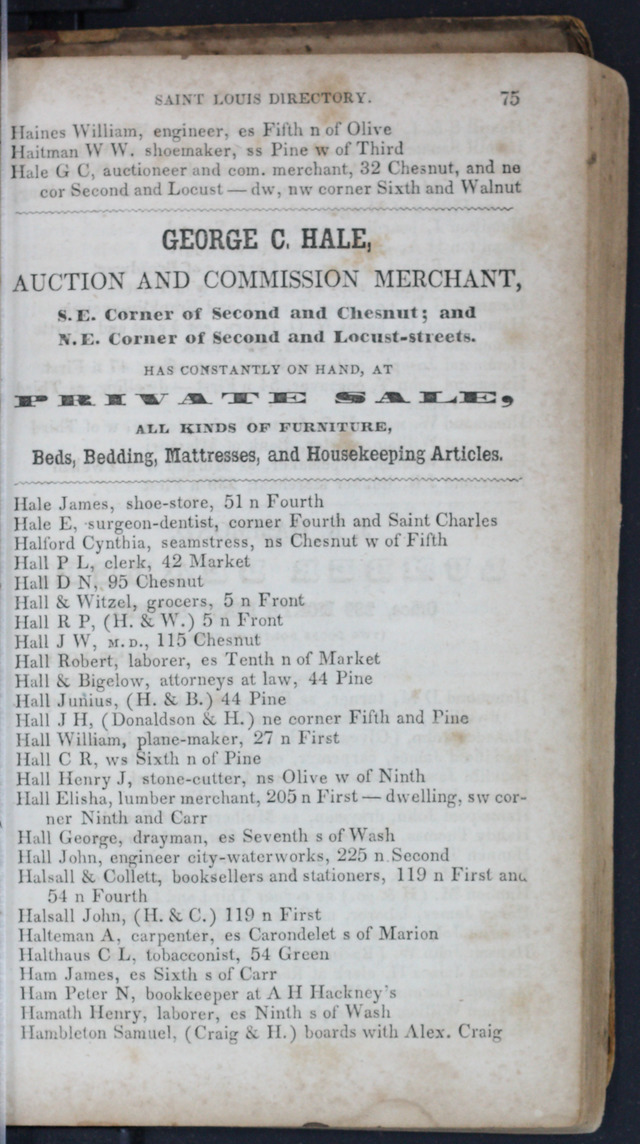 SAINT LOUIS DIRECTORY. 75
Haines William, engineer, es Fifth n of Olive
Haitman W W. shoemaker, ss Pine w of Third
Hale G C, auctioneer and com. merchant, 32 Chesnut, and ne
cor Second and Locust — dw, nw corner Sixth and Walnut
GEORGE C. HALE,
AUCTION AND COMMISSION MERCHANT,
S. E. Corner of Second and Chesnut; and
N. E. Corner of Second and Locust-streets.
HAS CONSTANTLY ON HAND, AT
PRIVATE SALE,
ALL KINDS OF FURNITURE,
Beds, Bedding, Mattresses, and Housekeeping Articles.
Hale James, shoe-store, 51 n Fourth
Hale E, surgeon-dentist, corner Fourth and Saint Charles
Halford Cynthia, seamstress, ns Chesnut w of Fifth
Hall P L, clerk, 42 Market
Hall D N, 95 Chesnut
Hall & Witzel, grocers, 5 n Front
Hall R P, (H. & W.) 5 n Front
Hall J W, M.D., 115 Chesnut
Hall Robert, laborer, es Tenth n of Market
Hall & Bigelow, attorneys at law, 44 Pine
Hall Junius, (H. & B.) 44 Pine
Hall J H, (Donaldson & H.) ne corner Fifth and Pine
Hall William, plane-maker, 27 n First
Hall C R, ws Sixth n of Pine
Hall Henry J, stone-cutter, ns Olive w of Ninth
Hall Elisha, lumber merchant, 205 n First — dwelling, sw cor-
ner Ninth and Carr
Hall George, drayman, es Seventh s of Wash
Hall John, engineer city-waterworks, 225 n Second
Halsall & Collett, booksellers and stationers, 119 n First and
54 n Fourth
Halsall John, (H. & C.) 119 n First
Halteman A, carpenter, es Carondelet s of Marion
Halthaus C L, tobacconist, 54 Green
Ham James, es Sixth s of Carr
Ham Peter N, bookkeeper at A H Hackney's
Hamath Henry, laborer, es Ninth s of Wash
Hambleton Samuel, (Craig & H.) boards with Alex. Craig